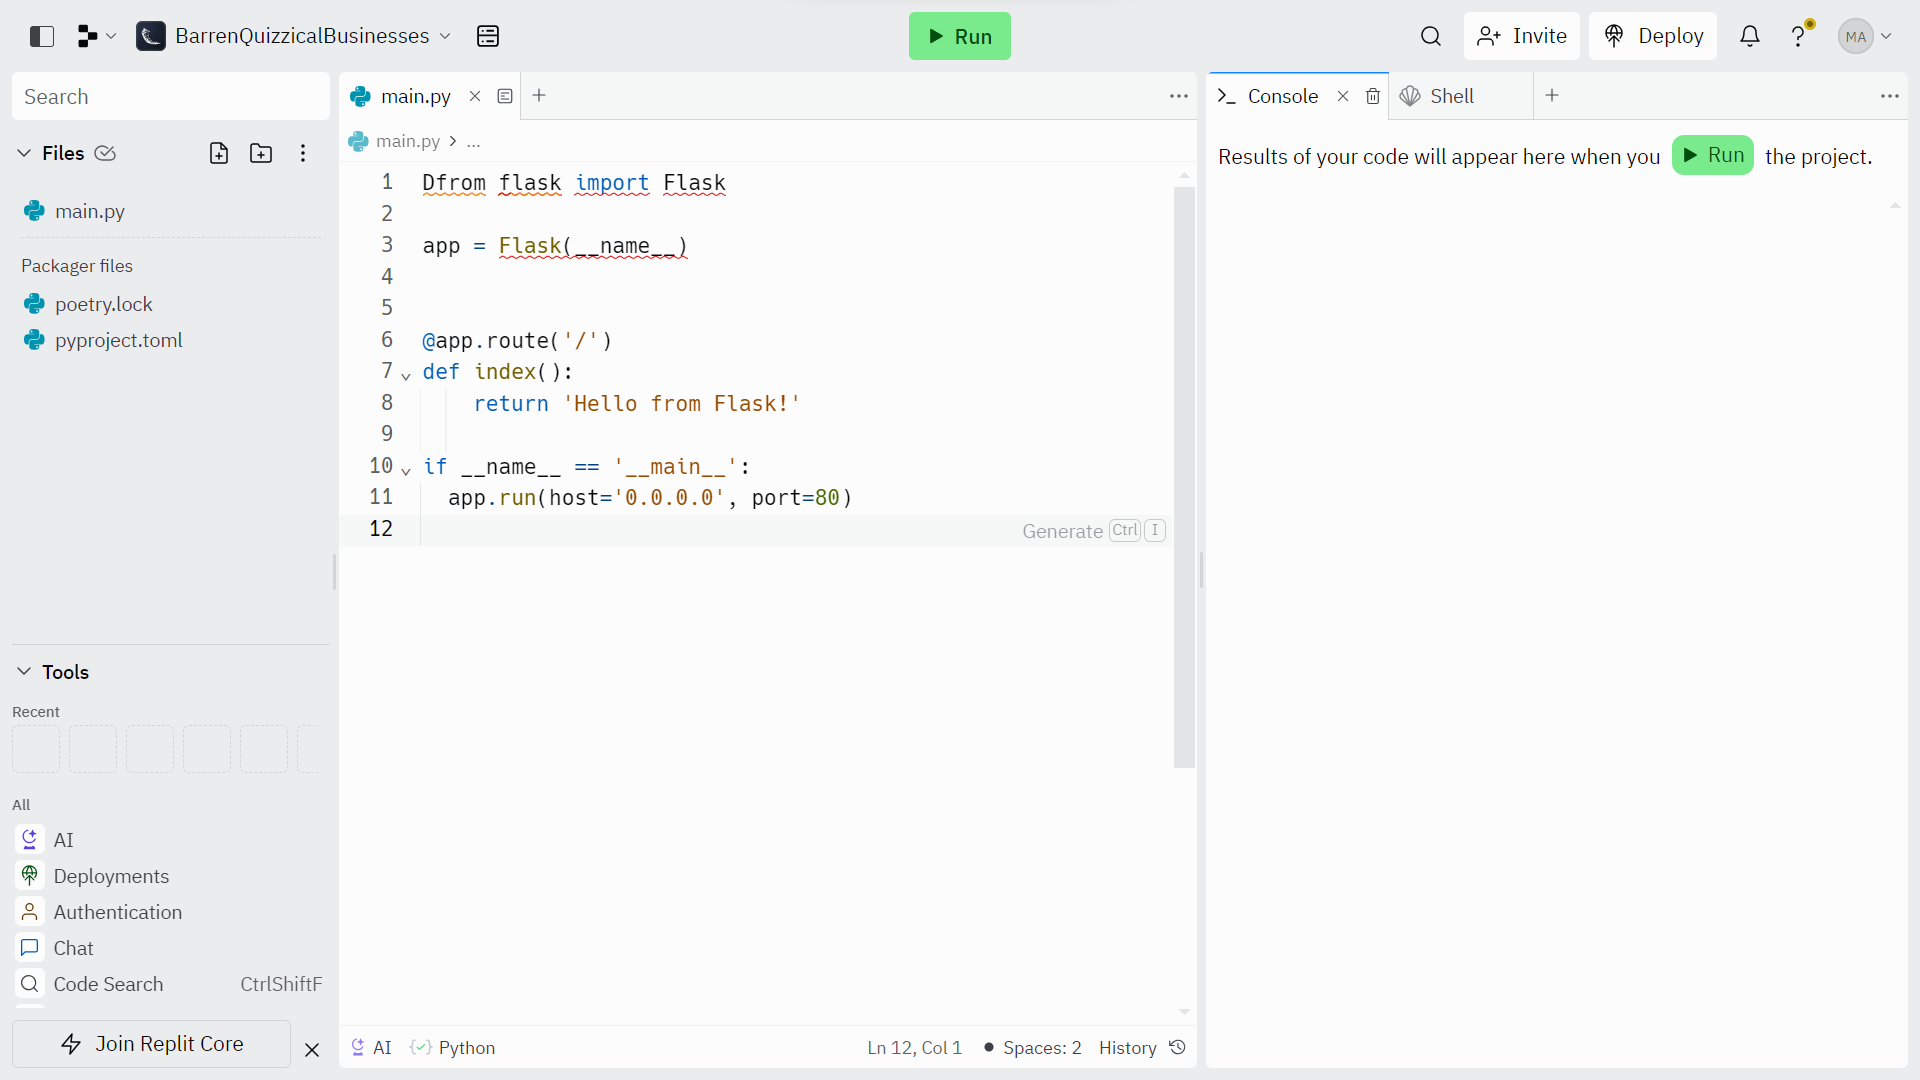 BarrenQuizzicalBusinesses
Run
Invite
Deploy
?
MA
Search
Files
main.py
Packager files
poetry.lock
pyproject.toml
Tools
Recent
All
AI
Deployments
Authentication
Chat
Code Search CtrlShiftF
Join Replit Core
main.py
main.py > ...
1 Dfrom flask import Flask
2
3 app = Flask(__name__)
4
5
6 @app.route('/')
7 def index():
8 return 'Hello from Flask!'
9
10 if __name__ == '__main__':
11 app.run(host='0.0.0.0', port=80)
12
Generate Ctrl I
AI Python Ln 12, Col 1 Spaces: 2 History
Console
Shell
Results of your code will appear here when you Run the project.